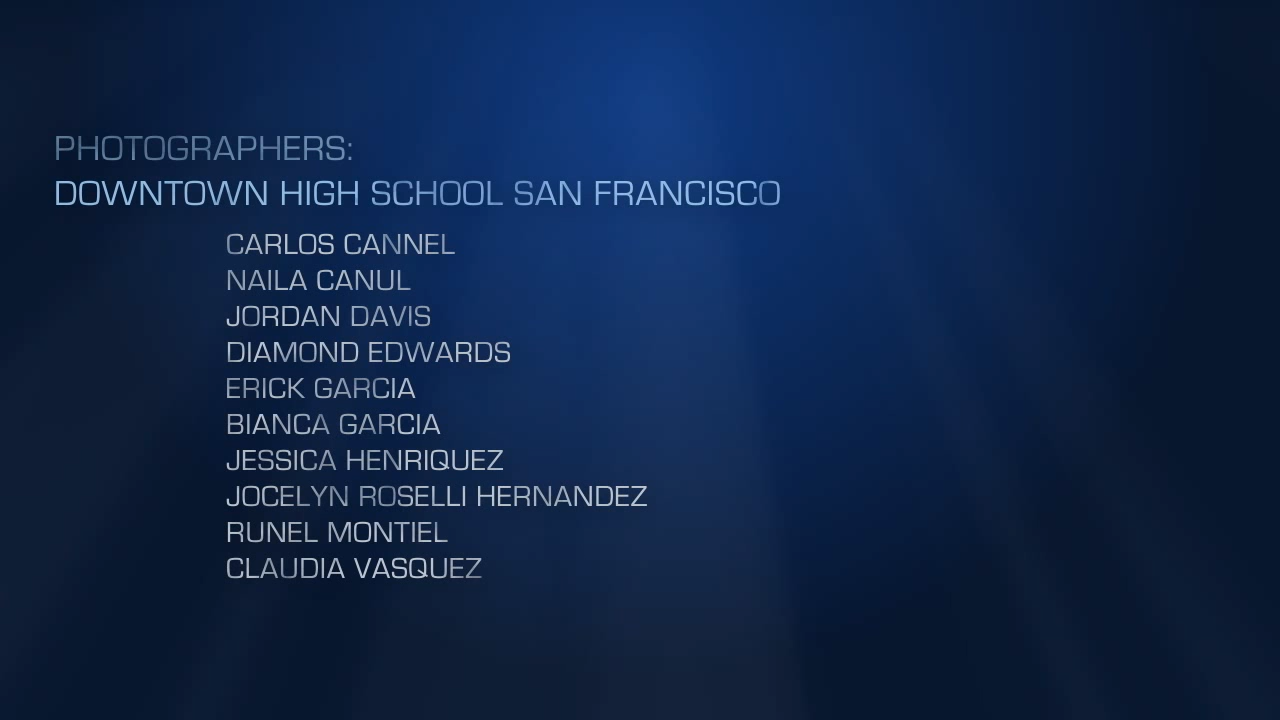 PHOTOGRAPHERS:
DOWNTOWN HIGH SCHOOL SAN FRANCISCO
CARLOS CANNEL
NAILA CANUL
JORDAN DAVIS
DIAMOND EDWARDS
ERICK GARCIA
BIANCA GARCIA
JESSICA HENRIQUEZ
JOCELYN ROSELLI HERNANDEZ
RUNEL MONTIEL
CLAUDIA VASQUEZ